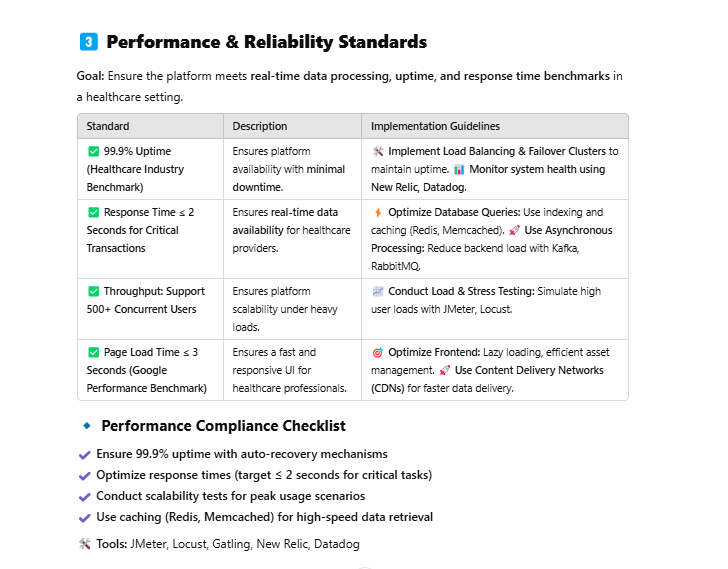 3 Performance & Reliability Standards
Goal: Ensure the platform meets real-time data processing, uptime, and response time benchmarks in
a healthcare setting.
Standard
Description
Implementation Guidelines
✅ 99.9% Uptime
(Healthcare Industry
Benchmark)
Ensures platform
availability with minimal
downtime.
🛠 Implement Load Balancing & Failover Clusters to
maintain uptime. 📊 Monitor system health using
New Relic, Datadog.
✅ Response Time ≤ 2
Seconds for Critical
Transactions
Ensures real-time data
availability for healthcare
providers.
⚡ Optimize Database Queries: Use indexing and
caching (Redis, Memcached). 🚀 Use Asynchronous
Processing: Reduce backend load with Kafka,
RabbitMQ.
✅ Throughput: Support
500+ Concurrent Users
Ensures platform
scalability under heavy
loads.
📈 Conduct Load & Stress Testing: Simulate high
user loads with JMeter, Locust.
✅ Page Load Time ≤ 3
Seconds (Google
Performance Benchmark)
Ensures a fast and
responsive UI for
healthcare professionals.
🎯 Optimize Frontend: Lazy loading, efficient asset
management. 🚀 Use Content Delivery Networks
(CDNs) for faster data delivery.
🔹 Performance Compliance Checklist
✔ Ensure 99.9% uptime with auto-recovery mechanisms
✔ Optimize response times (target ≤ 2 seconds for critical tasks)
✔ Conduct scalability tests for peak usage scenarios
✔ Use caching (Redis, Memcached) for high-speed data retrieval
🛠 Tools: JMeter, Locust, Gatling, New Relic, Datadog